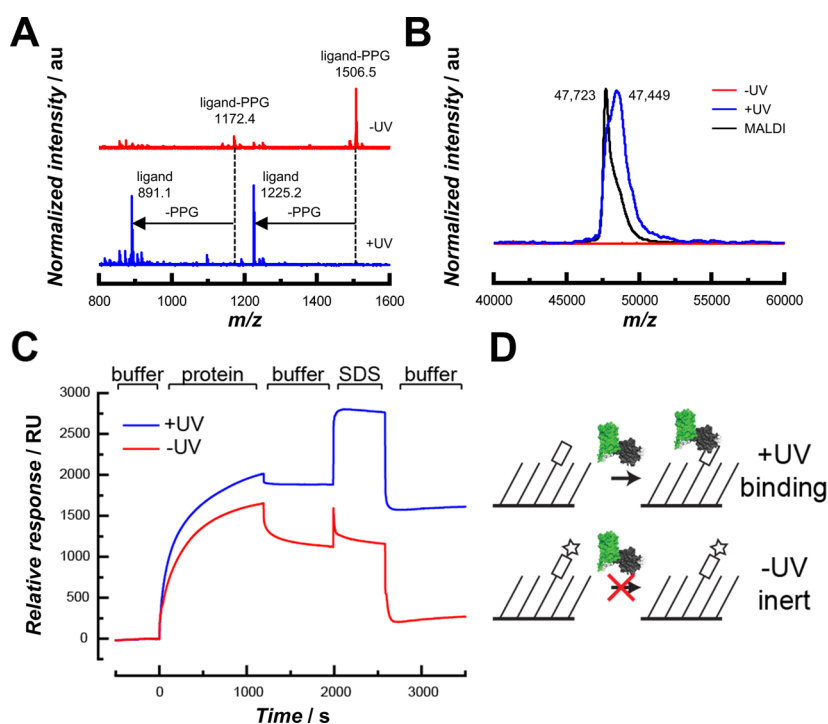 A
Normalized intensity / au
ligand-PPG
1506.5
ligand-PPG
1172.4
-UV
ligand
891.1
ligand
1225.2
-PPG
-PPG
+UV
800
1000
1200
1400
1600
m/z
B
Normalized intensity / au
47,723
47,449
-UV
+UV
MALDI
40000
45000
50000
55000
60000
m/z
C
buffer
protein
buffer
SDS
buffer
Relative response / RU
3000
2500
2000
1500
1000
500
0
+UV
-UV
0
1000
2000
3000
Time / s
D
+UV
binding
-UV
inert